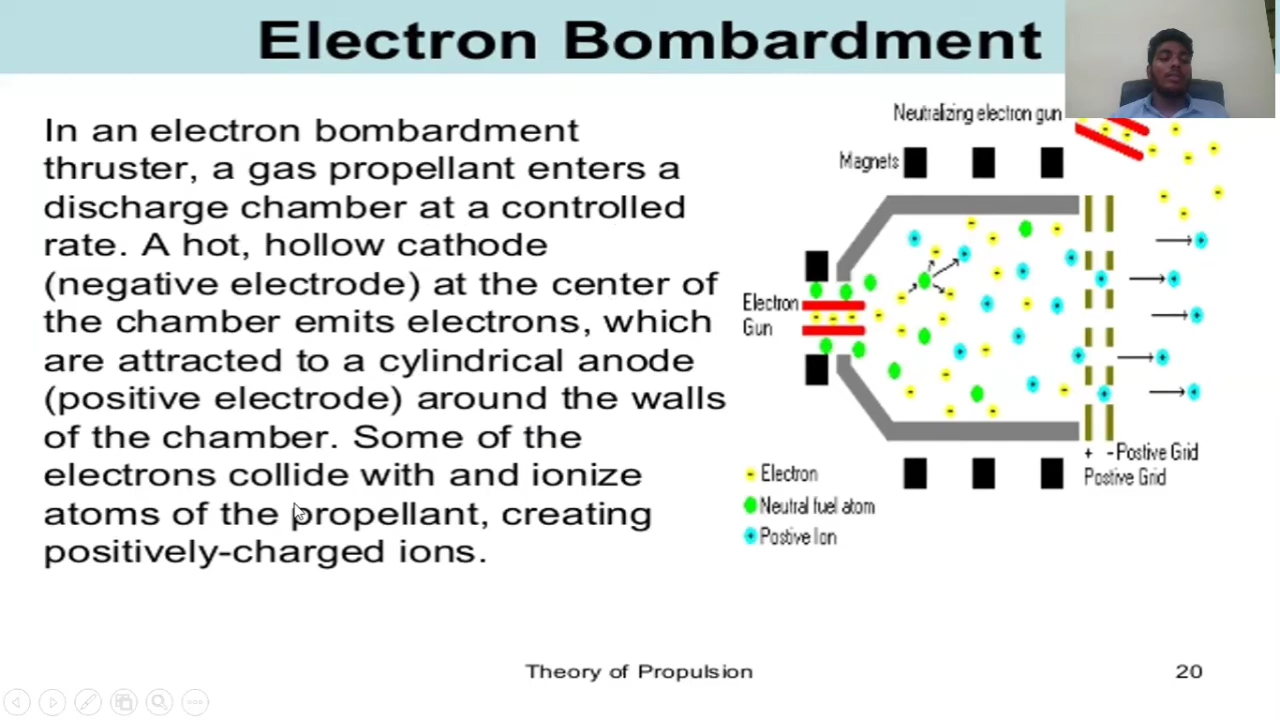 Electron Bombardment
In an electron bombardment
thruster, a gas propellant enters a
discharge chamber at a controlled
rate. A hot, hollow cathode
(negative electrode) at the center of
the chamber emits electrons, which
are attracted to a cylindrical anode
(positive electrode) around the walls
of the chamber. Some of the
electrons collide with and ionize
atoms of the propellant, creating
positively-charged ions.
Neutralizing electron gun
Magnets
Electron
Gun
+ -Postive Grid
Postive Grid
- Electron
Neutral fuel atom
+ Postive Ion
Theory of Propulsion
20